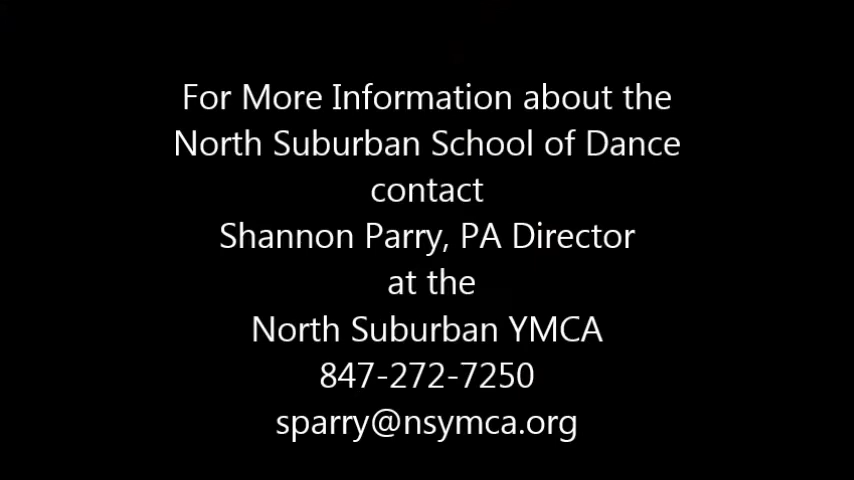 For More Information about the
North Suburban School of Dance
contact
Shannon Parry, PA Director
at the
North Suburban YMCA
847-272-7250
sparry@nsymca.org